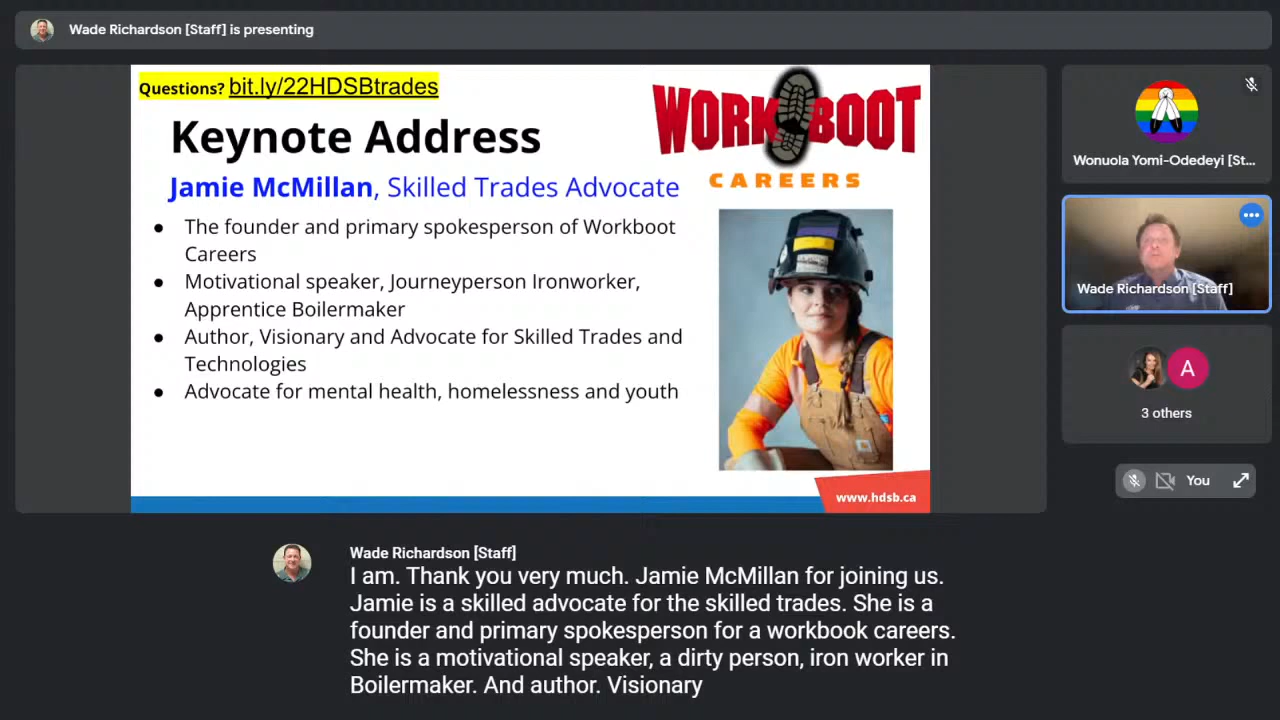 Wade Richardson [Staff] is presenting
Questions? bit.ly/22HDSBtrades
WORKBOOT
CAREERS
Keynote Address
Jamie McMillan, Skilled Trades Advocate
● The founder and primary spokesperson of Workboot
Careers
● Motivational speaker, Journeyperson Ironworker,
Apprentice Boilermaker
● Author, Visionary and Advocate for Skilled Trades and
Technologies
● Advocate for mental health, homelessness and youth
www.hdsb.ca
Wonuola Yomi-Odedeyi [St...
Wade Richardson [Staff]
A
3 others
You
Wade Richardson [Staff]
I am. Thank you very much. Jamie McMillan for joining us.
Jamie is a skilled advocate for the skilled trades. She is a
founder and primary spokesperson for a workbook careers.
She is a motivational speaker, a dirty person, iron worker in
Boilermaker. And author. Visionary